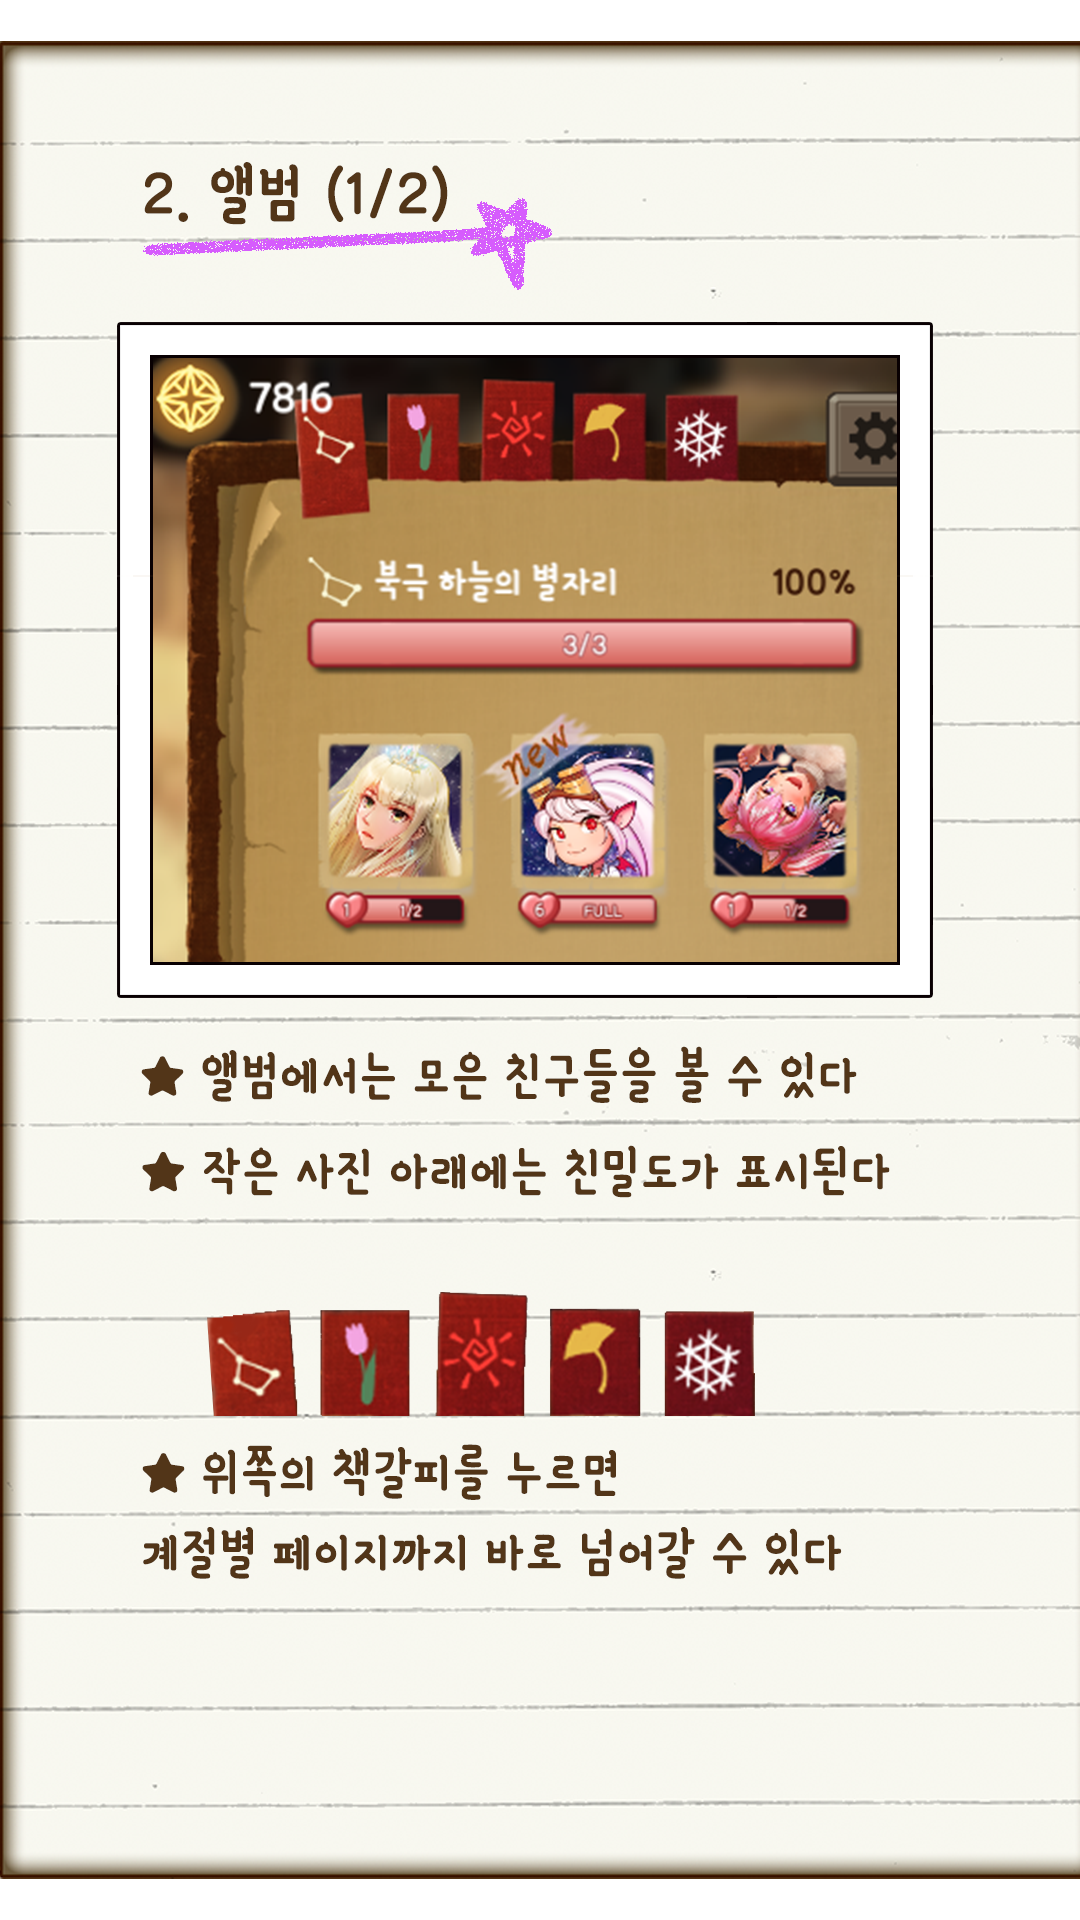 2. 앨범 (1/2)
7816
북극 하늘의 별자리 100%
3/3
new
1 1/2 6 FULL 1 1/2
★ 앨범에서는 모은 친구들을 볼 수 있다
★ 작은 사진 아래에는 친밀도가 표시된다
★ 위쪽의 책갈피를 누르면
계절별 페이지까지 바로 넘어갈 수 있다